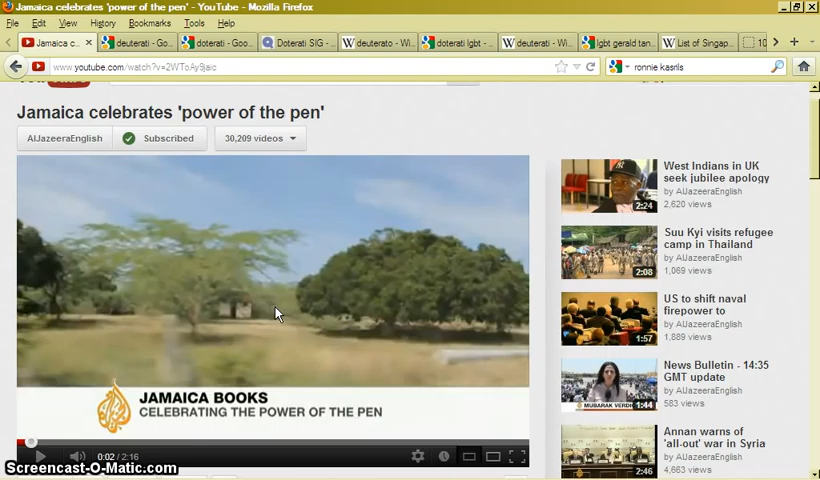 Jamaica celebrates 'power of the pen' - YouTube - Mozilla Firefox
File Edit View History Bookmarks Tools Help
Jamaica c... deuterati - Go... doterati - Goo... Doterati SIG - ... deuterato - Wi... doterati lgbt - ... deuterati - Wi... lgbt gerald tan... List of Singap... 10
www.youtube.com/watch?v=2WToAy9jaic
ronnie kasrils
Jamaica celebrates 'power of the pen'
AlJazeeraEnglish Subscribed 30,209 videos
JAMAICA BOOKS
CELEBRATING THE POWER OF THE PEN
0:02 / 2:16
Screencast-O-Matic.com
West Indians in UK
seek jubilee apology
by AlJazeeraEnglish
2,620 views
2:24
Suu Kyi visits refugee
camp in Thailand
by AlJazeeraEnglish
1,069 views
2:08
US to shift naval
firepower to
by AlJazeeraEnglish
1,889 views
1:57
News Bulletin - 14:35
GMT update
by AlJazeeraEnglish
583 views
MUBARAK VERDI
1:44
Annan warns of
'all-out' war in Syria
by AlJazeeraEnglish
4,663 views
2:46